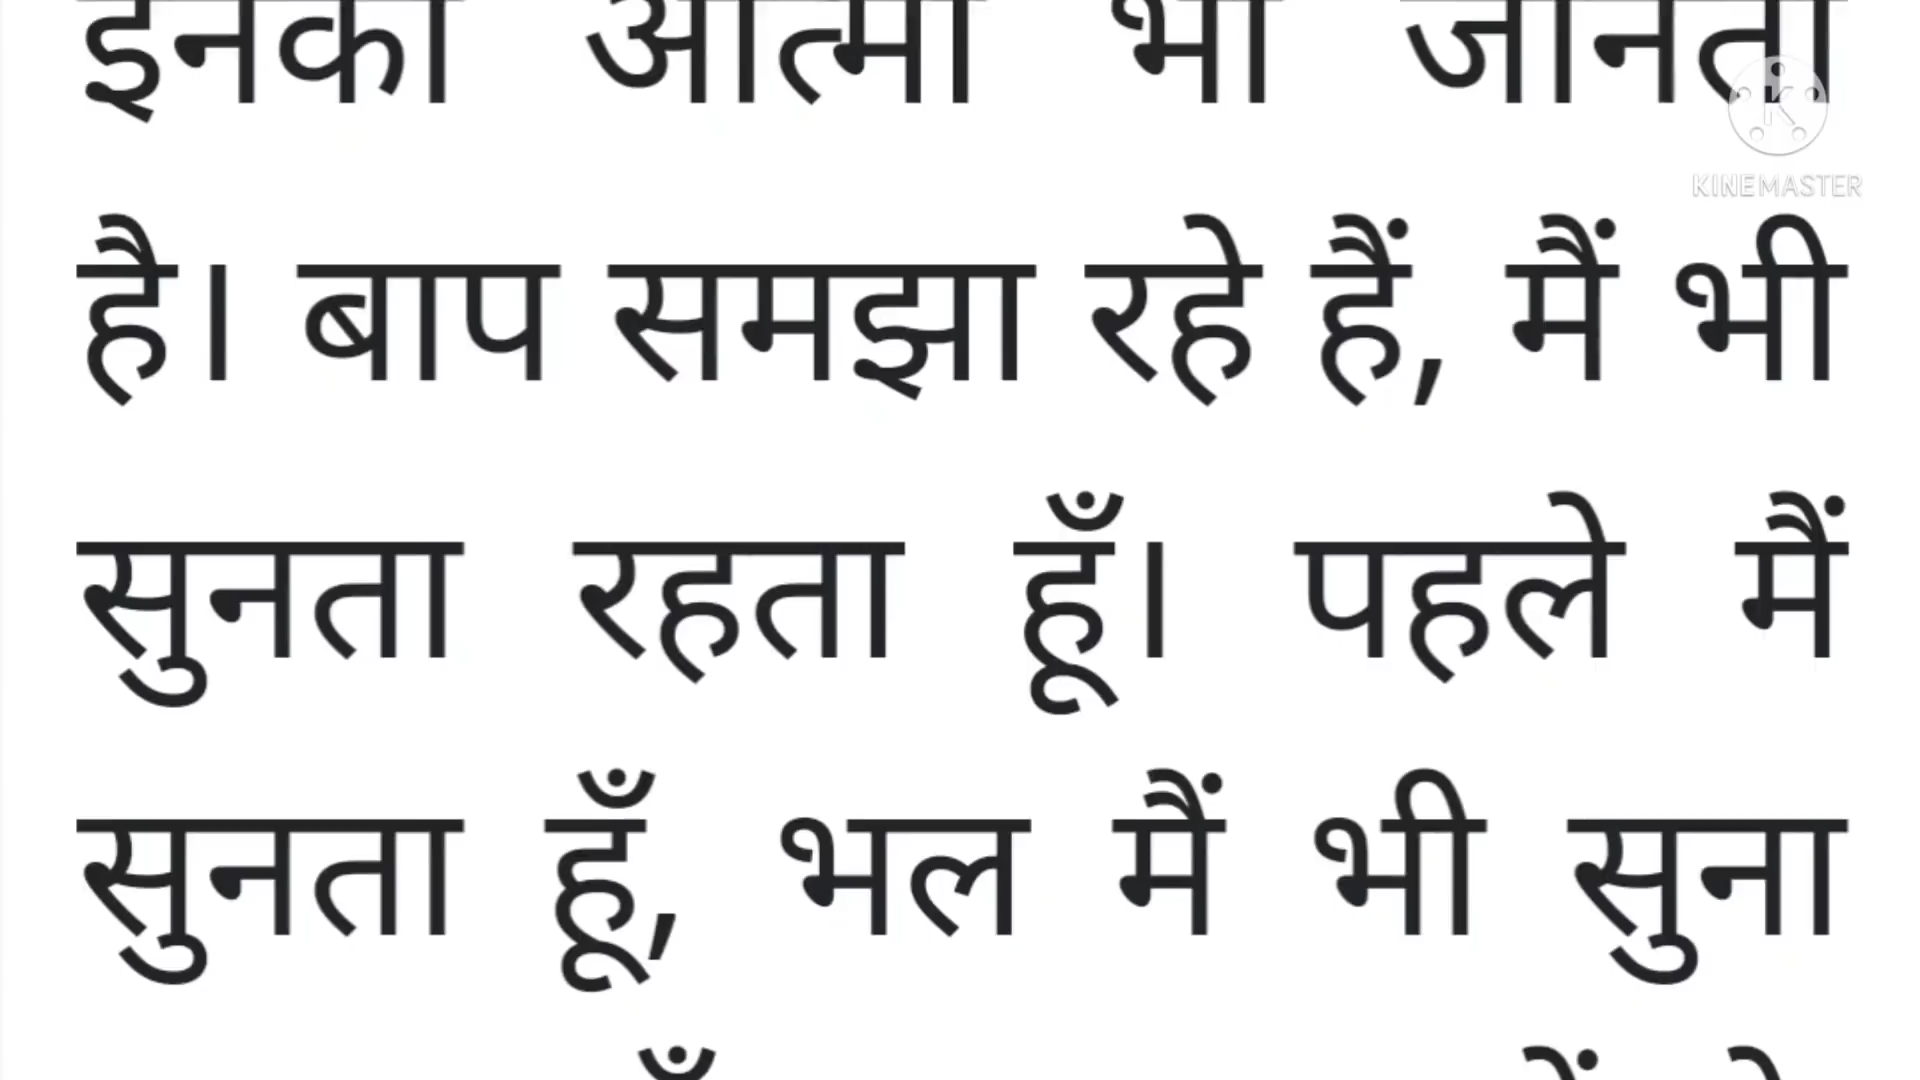 इनकी आत्मा भी जानती
KINEMASTER
है। बाप समझा रहे हैं, मैं भी
सुनता रहता हूँ। पहले मैं
सुनता हूँ, भल मैं भी सुना